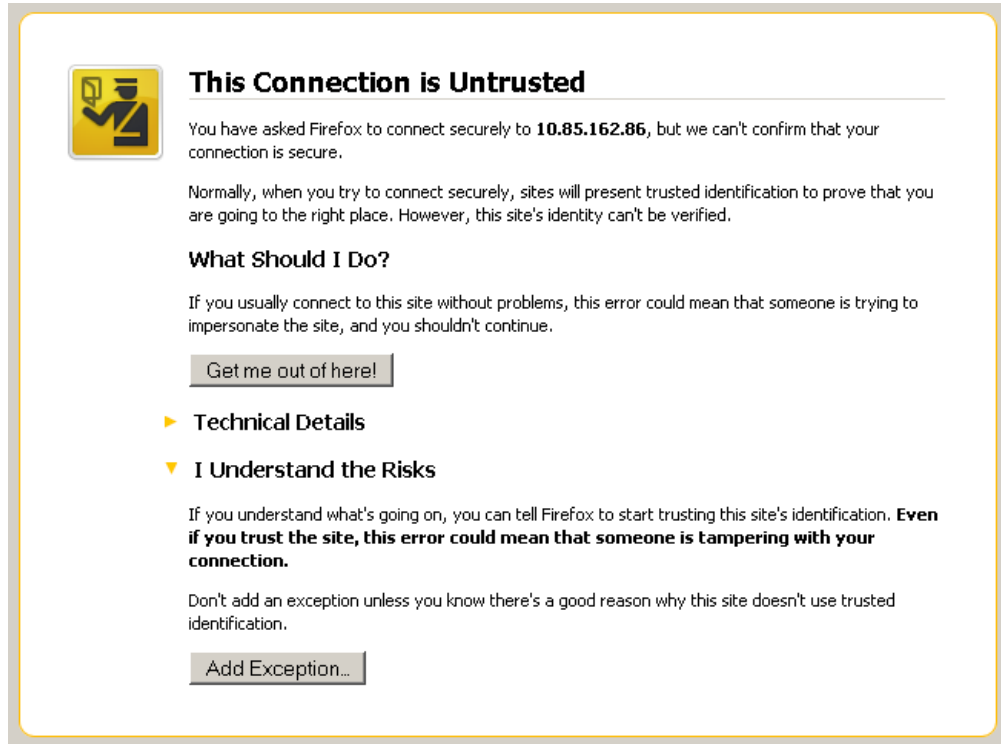 This Connection is Untrusted
You have asked Firefox to connect securely to 10.85.162.86, but we can't confirm that your
connection is secure.
Normally, when you try to connect securely, sites will present trusted identification to prove that you
are going to the right place. However, this site's identity can't be verified.
What Should I Do?
If you usually connect to this site without problems, this error could mean that someone is trying to
impersonate the site, and you shouldn't continue.
Get me out of here!
Technical Details
I Understand the Risks
If you understand what's going on, you can tell Firefox to start trusting this site's identification. Even
if you trust the site, this error could mean that someone is tampering with your
connection.
Don't add an exception unless you know there's a good reason why this site doesn't use trusted
identification.
Add Exception...